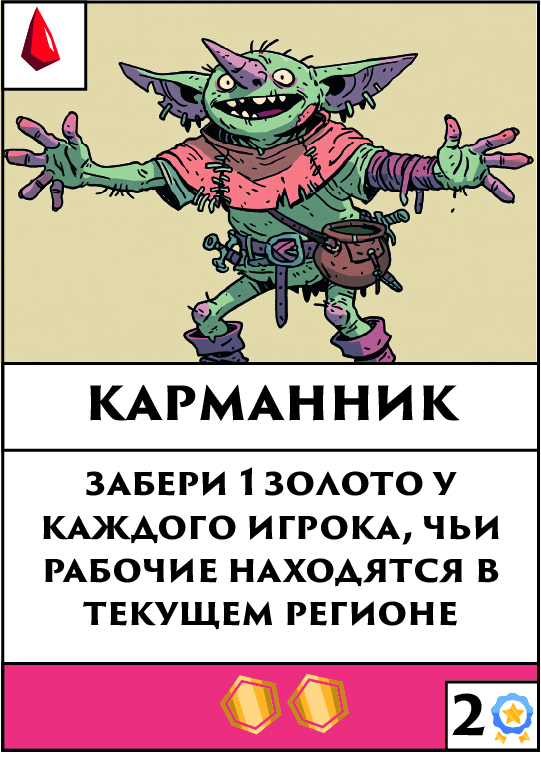 КАРМАННИК
ЗАБЕРИ 1 ЗОЛОТО У
КАЖДОГО ИГРОКА, ЧЬИ
РАБОЧИЕ НАХОДЯТСЯ В
ТЕКУЩЕМ РЕГИОНЕ
2